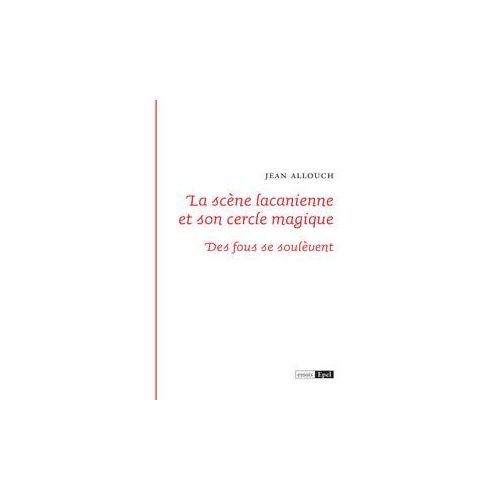 JEAN ALLOUCH
La scène lacanienne
et son cercle magique
Des fous se soulèvent
essais Epel